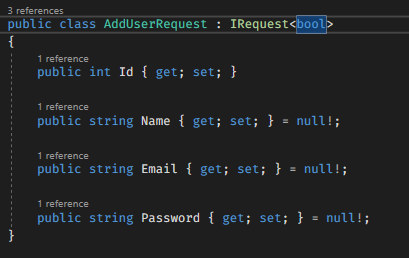 3 references
public class AddUserRequest : IRequest<bool>
{
1 reference
public int Id { get; set; }
1 reference
public string Name { get; set; } = null!;
1 reference
public string Email { get; set; } = null!;
1 reference
public string Password { get; set; } = null!;
}